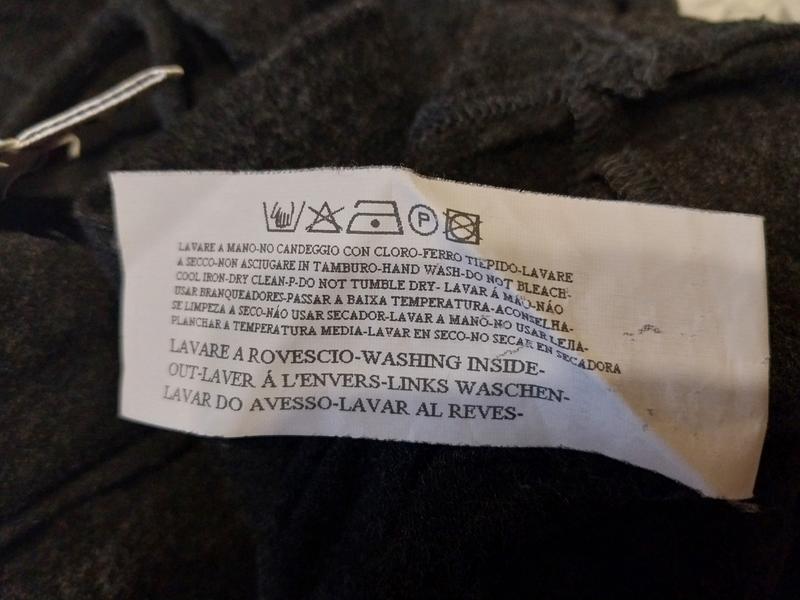 P
LAVARE A MANO-NO CANDEGGIO CON CLORO-FERRO TIEPIDO-LAVARE
A SECCO-NON ASCIUGARE IN TAMBURO-HAND WASH-DO NOT BLEACH-
COOL IRON-DRY CLEAN-P-DO NOT TUMBLE DRY- LAVAR Á MÀO-NÁO
USAR BRANQUEADORES-PASSAR A BAIXA TEMPERATURA-ACONSELHA-
SE LIMPEZA A SECO-NÁO USAR SECADOR-LAVAR A MANO-NO USAR LEJIA-
PLANCHAR A TEMPERATURA MEDIA-LAVAR EN SECO-NO SECAR EN SECADORA
LAVARE A ROVESCIO-WASHING INSIDE-
OUT-LAVER Á L'ENVERS-LINKS WASCHEN-
LAVAR DO AVESSO-LAVAR AL REVES-